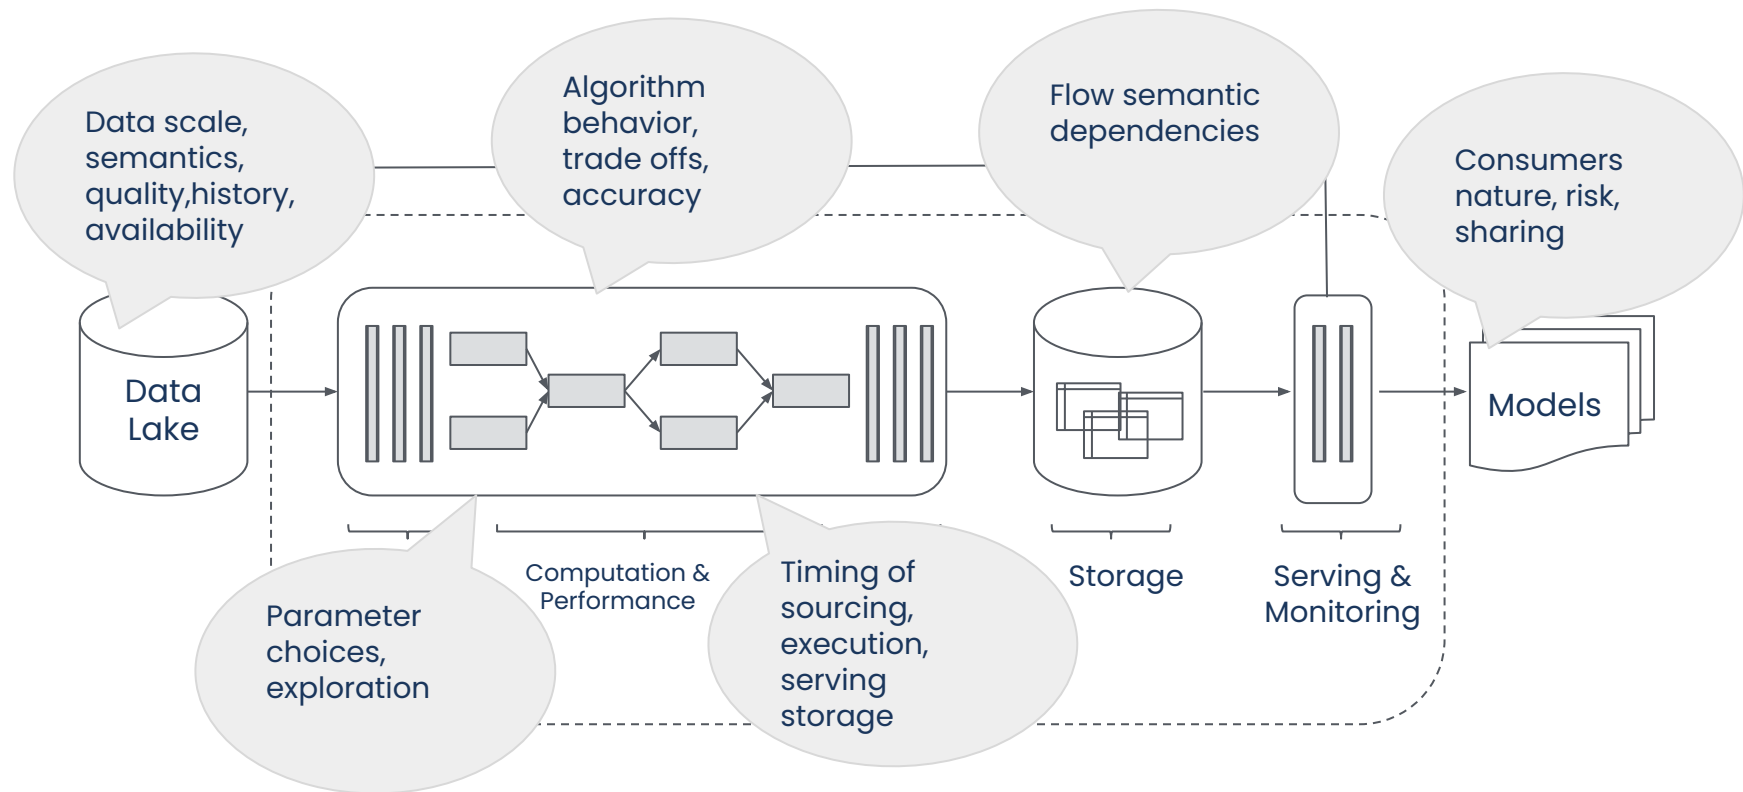 Data scale,
semantics,
quality,history,
availability
Algorithm
behavior,
trade offs,
accuracy
Flow semantic
dependencies
Consumers
nature, risk,
sharing
Data
Lake
Models
Parameter
choices,
exploration
Computation &
Performance
Timing of
sourcing,
execution,
serving
storage
Storage
Serving &
Monitoring